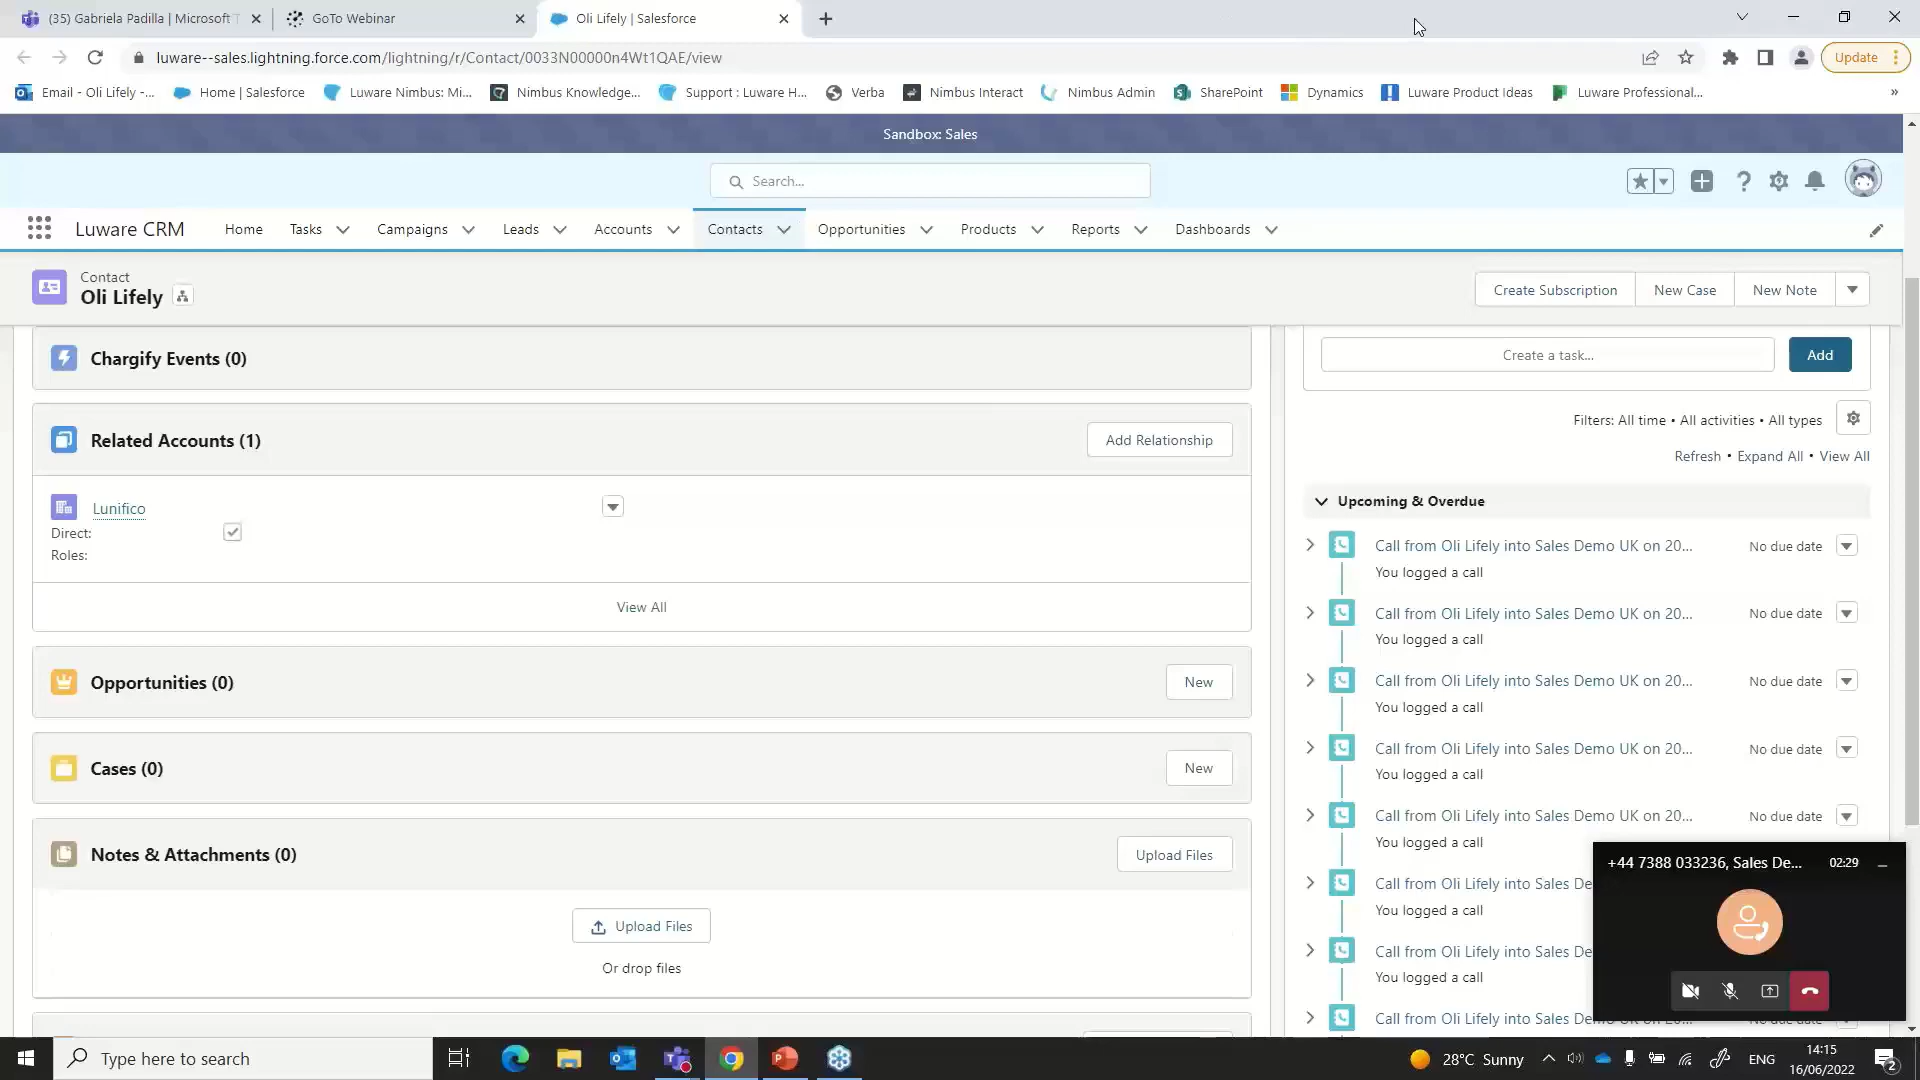 (35) Gabriela Padilla | Microsoft T
GoTo Webinar
Oli Lifely | Salesforce
luware--sales.lightning.force.com/lightning/r/Contact/0033N00000n4Wt1QAE/view
Update
Email - Oli Lifely -...
Home | Salesforce
Luware Nimbus: Mi...
Nimbus Knowledge...
Support : Luware H...
Verba
Nimbus Interact
Nimbus Admin
SharePoint
Dynamics
Luware Product Ideas
Luware Professional...
»
Sandbox: Sales
Search...
Luware CRM
Home
Tasks
Campaigns
Leads
Accounts
Contacts
Opportunities
Products
Reports
Dashboards
Contact
Oli Lifely
Create Subscription
New Case
New Note
Chargify Events (0)
Related Accounts (1)
Add Relationship
Lunifico
Direct:
Roles:
View All
Opportunities (0)
New
Cases (0)
New
Notes & Attachments (0)
Upload Files
Upload Files
Or drop files
Create a task...
Add
Filters: All time • All activities • All types
Refresh • Expand All • View All
Upcoming & Overdue
Call from Oli Lifely into Sales Demo UK on 20...
No due date
You logged a call
Call from Oli Lifely into Sales Demo UK on 20...
No due date
You logged a call
Call from Oli Lifely into Sales Demo UK on 20...
No due date
You logged a call
Call from Oli Lifely into Sales Demo UK on 20...
No due date
You logged a call
Call from Oli Lifely into Sales Demo UK on 20...
No due date
You logged a call
Call from Oli Lifely into Sales De
You logged a call
Call from Oli Lifely into Sales De
You logged a call
Call from Oli Lifely into Sales De
+44 7388 033236, Sales De...
02:29
Type here to search
28°C Sunny
ENG
14:15
16/06/2022
2